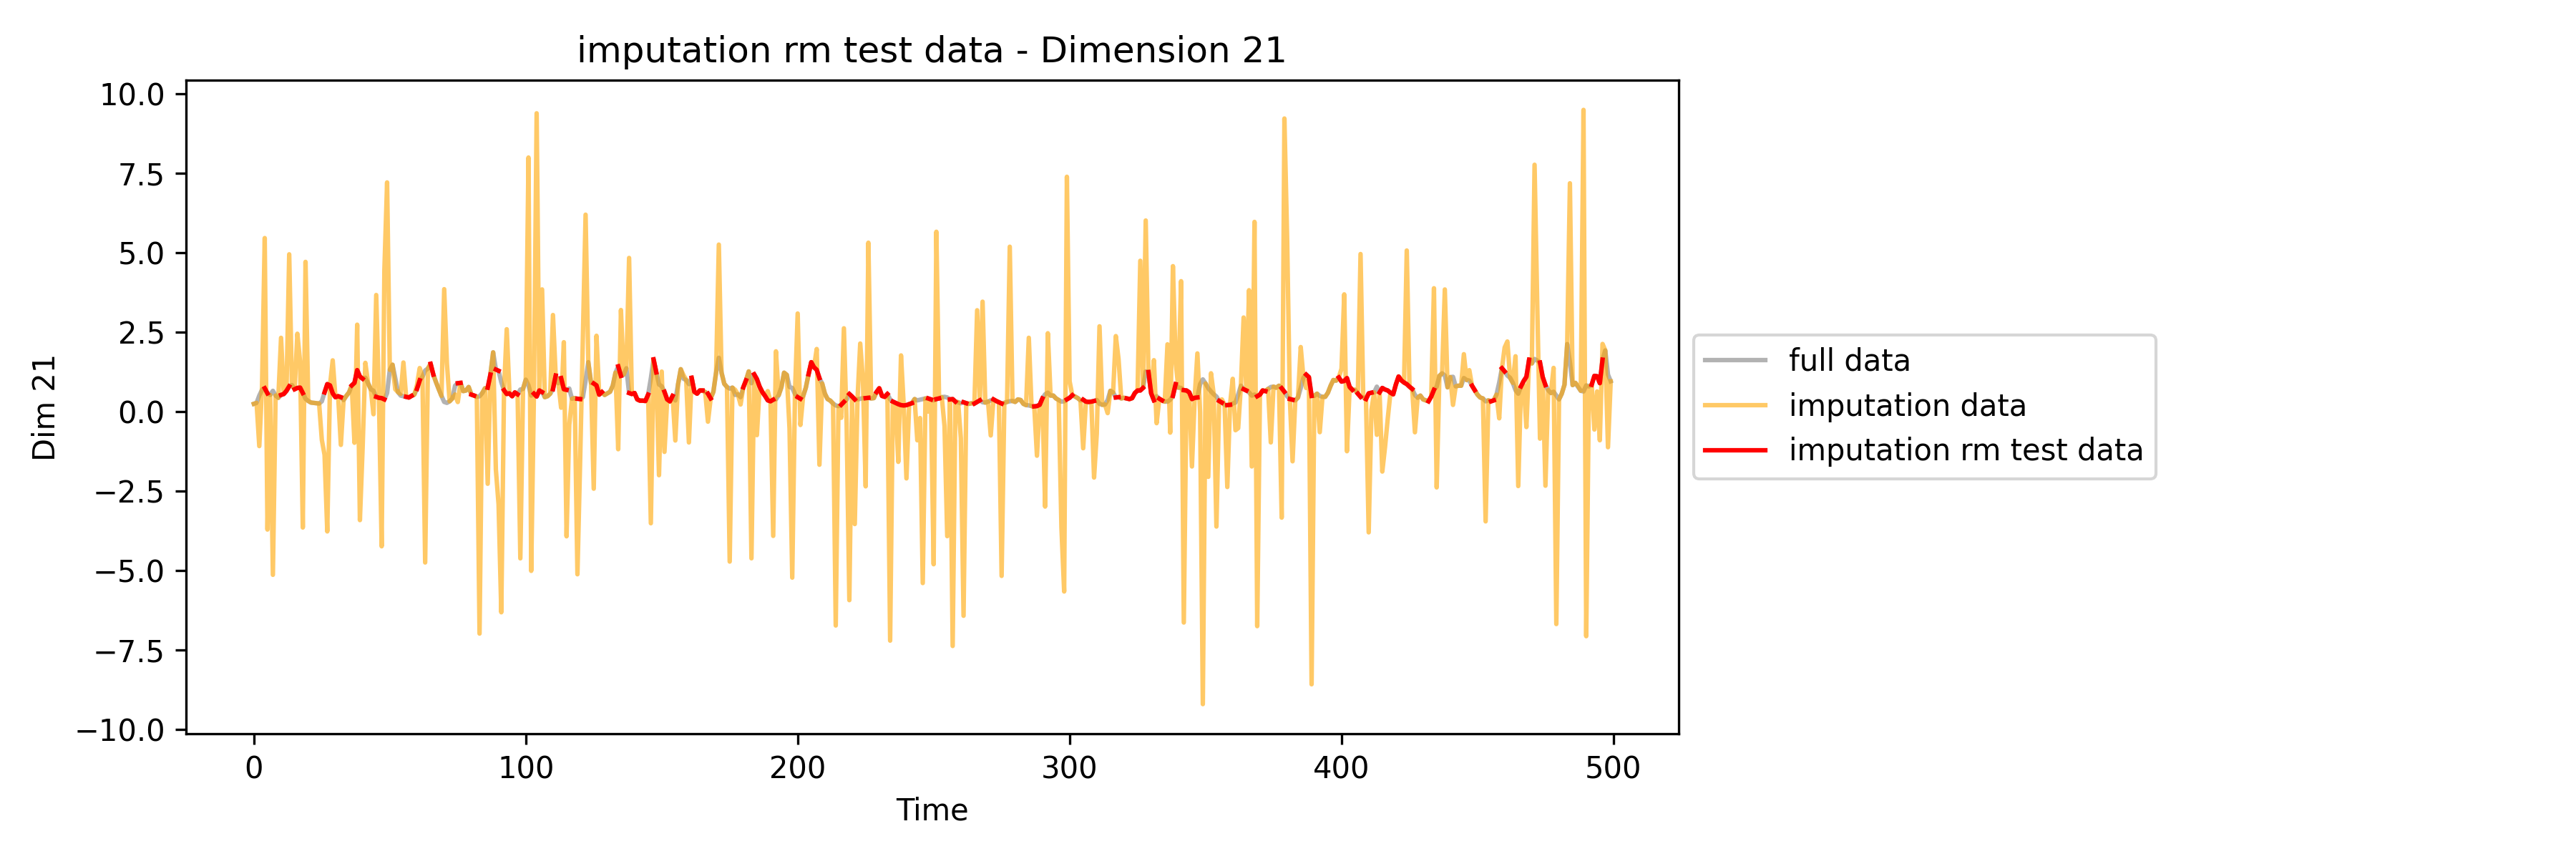 imputation rm test data - Dimension 21
10.0
7.5
5.0
2.5
0.0
−2.5
−5.0
−7.5
−10.0
Dim 21
0 100 200 300 400 500
Time
full data
imputation data
imputation rm test data